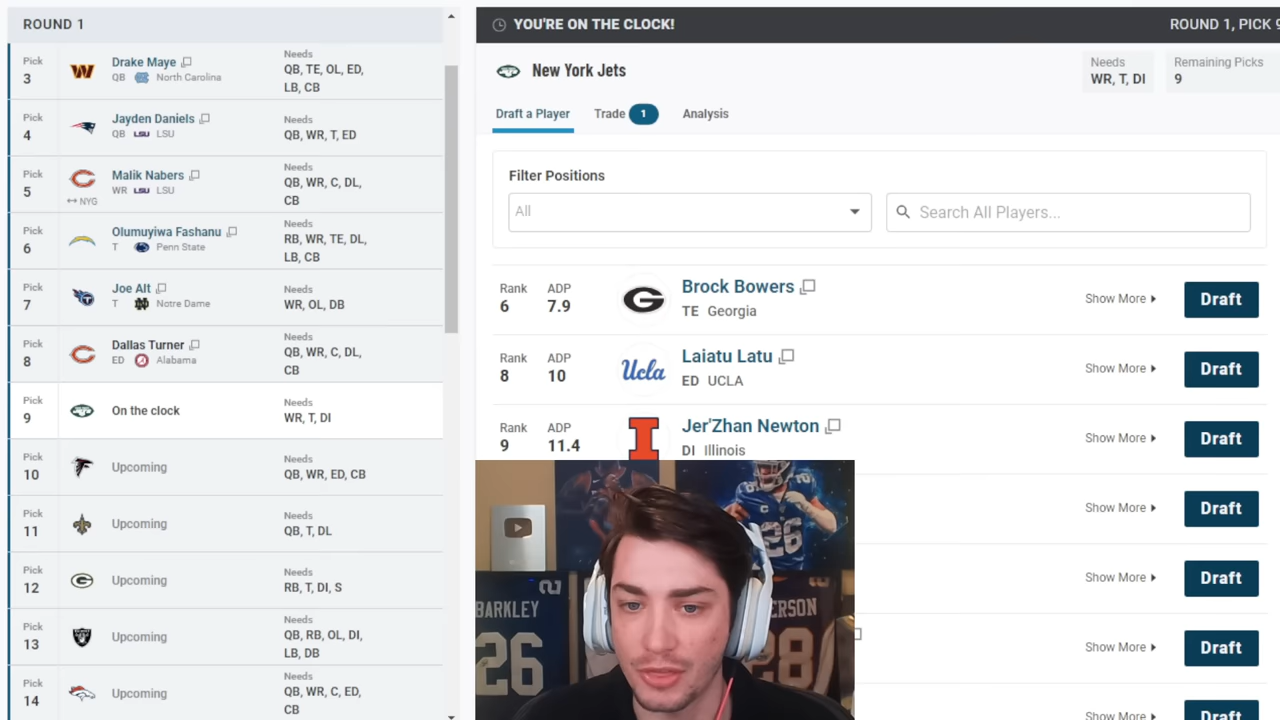 ROUND 1
Pick
3
Drake Maye
QB North Carolina
Needs
QB, TE, OL, ED,
LB, CB
Pick
4
Jayden Daniels
QB LSU LSU
Needs
QB, WR, T, ED
Pick
5
↔ NYG
Malik Nabers
WR LSU LSU
Needs
QB, WR, C, DL,
CB
Pick
6
Olumuyiwa Fashanu
T Penn State
Needs
RB, WR, TE, DL,
LB, CB
Pick
7
Joe Alt
T Notre Dame
Needs
WR, OL, DB
Pick
8
Dallas Turner
ED Alabama
Needs
QB, WR, C, DL,
CB
Pick
9
On the clock
Needs
WR, T, DI
Pick
10
Upcoming
Needs
QB, WR, ED, CB
Pick
11
Upcoming
Needs
QB, T, DL
Pick
12
Upcoming
Needs
RB, T, DI, S
Pick
13
Upcoming
Needs
QB, RB, OL, DI,
LB, DB
Pick
14
Upcoming
Needs
QB, WR, C, ED,
CB
YOU'RE ON THE CLOCK!
ROUND 1, PICK 9
New York Jets
Needs
WR, T, DI
Remaining Picks
9
Draft a Player
Trade 1
Analysis
Filter Positions
All
Search All Players...
Rank
6
ADP
7.9
G
Brock Bowers
TE Georgia
Show More
Draft
Rank
8
ADP
10
Ucla
Laiatu Latu
ED UCLA
Show More
Draft
Rank
9
ADP
11.4
I
Jer'Zhan Newton
DI Illinois
Show More
Draft
Show More
Draft
Show More
Draft
Show More
Draft
Show More
Draft
26
BARKLEY
26
ERSON
28